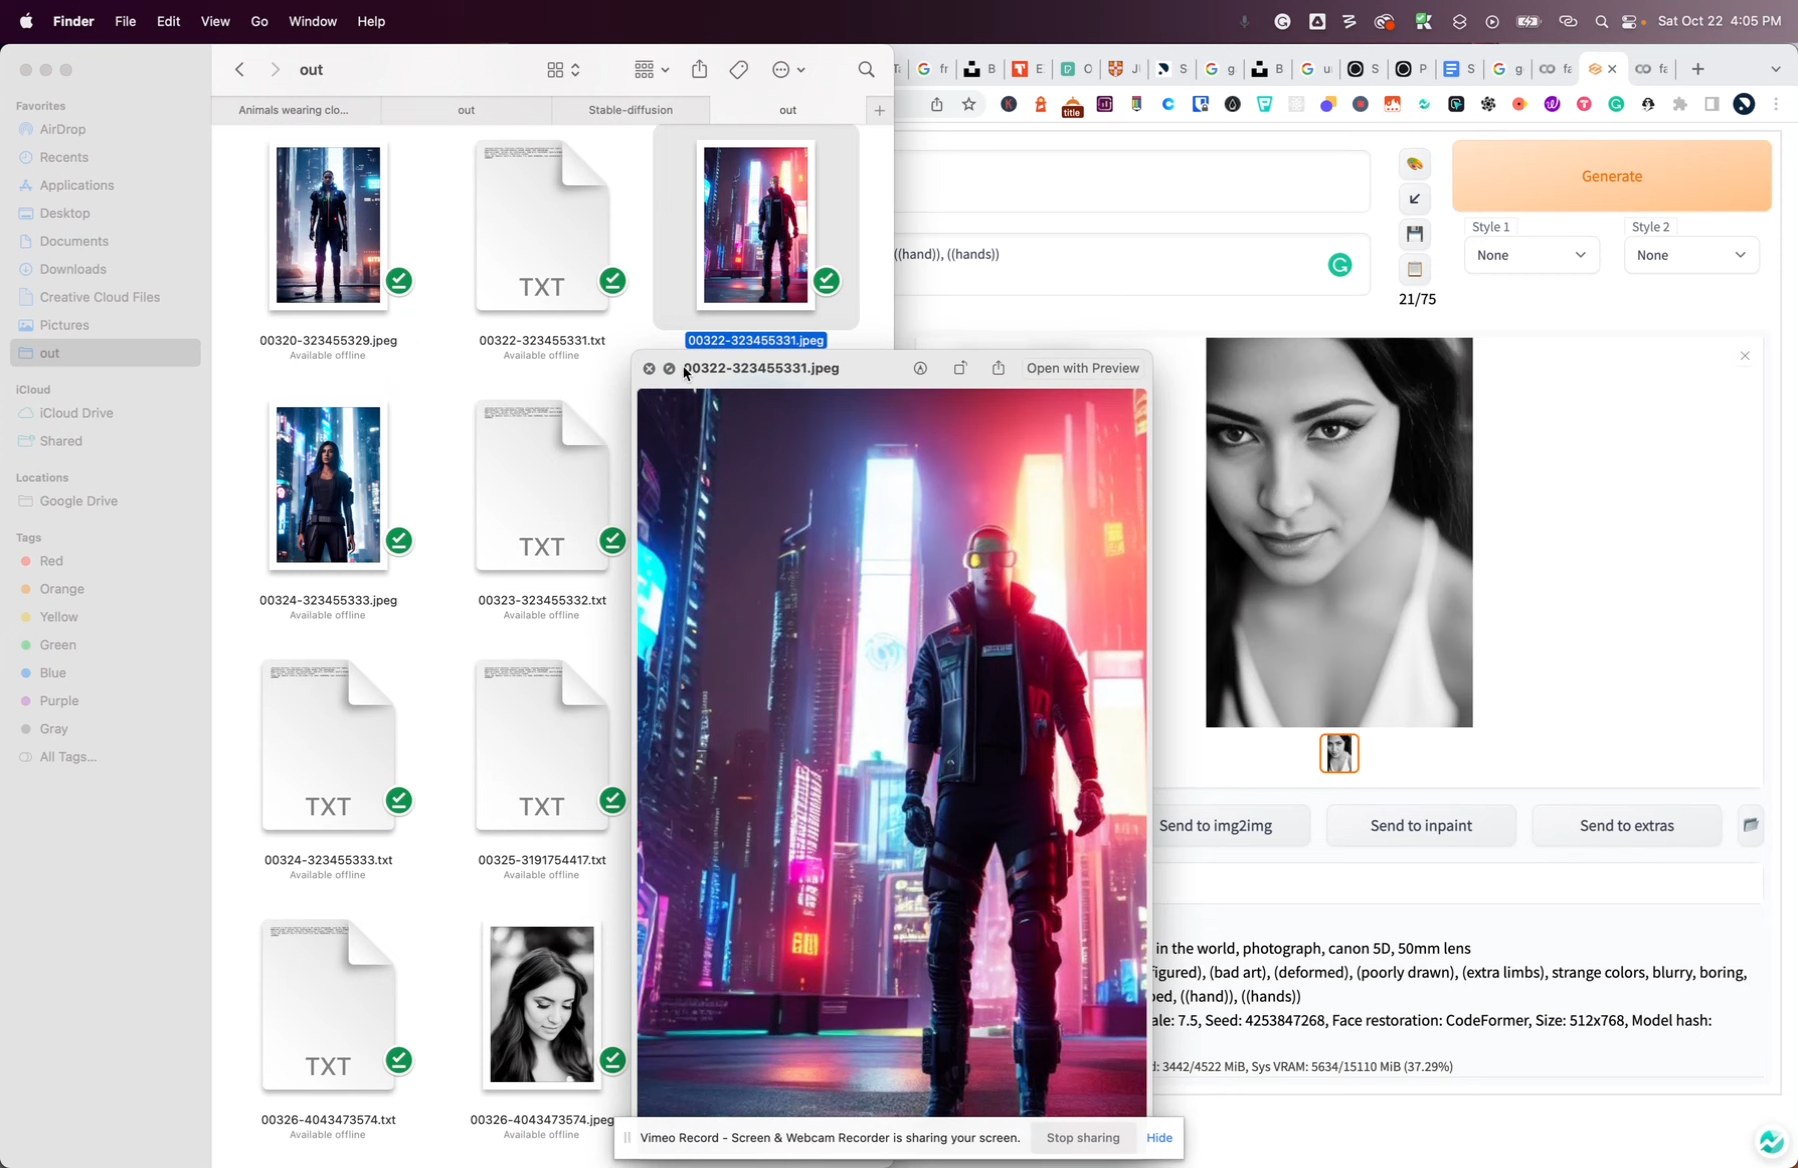 Finder File Edit View Go Window Help
Sat Oct 22 4:05 PM
out
Animals wearing clo...
out
Stable-diffusion
out
Favorites
AirDrop
Recents
Applications
Desktop
Documents
Downloads
Creative Cloud Files
Pictures
out
iCloud
iCloud Drive
Shared
Locations
Google Drive
Tags
Red
Orange
Yellow
Green
Blue
Purple
Gray
All Tags...
00320-323455329.jpeg
Available offline
TXT
00322-323455331.txt
Available offline
00322-323455331.jpeg
00324-323455333.jpeg
Available offline
TXT
00323-323455332.txt
Available offline
TXT
00324-323455333.txt
Available offline
TXT
00325-3191754417.txt
Available offline
TXT
00326-4043473574.txt
Available offline
00326-4043473574.jpeg
Available offline
00322-323455331.jpeg
Open with Preview
fr
B
E
O
S
g
B
u
S
P
S
g
fa
fa
title
((hand)), ((hands))
Generate
Style 1
None
Style 2
None
21/75
Send to img2img
Send to inpaint
Send to extras
in the world, photograph, canon 5D, 50mm lens
figured), (bad art), (deformed), (poorly drawn), (extra limbs), strange colors, blurry, boring,
ped, ((hand)), ((hands))
ale: 7.5, Seed: 4253847268, Face restoration: CodeFormer, Size: 512x768, Model hash:
d: 3442/4522 MiB, Sys VRAM: 5634/15110 MiB (37.29%)
Vimeo Record - Screen & Webcam Recorder is sharing your screen.
Stop sharing
Hide